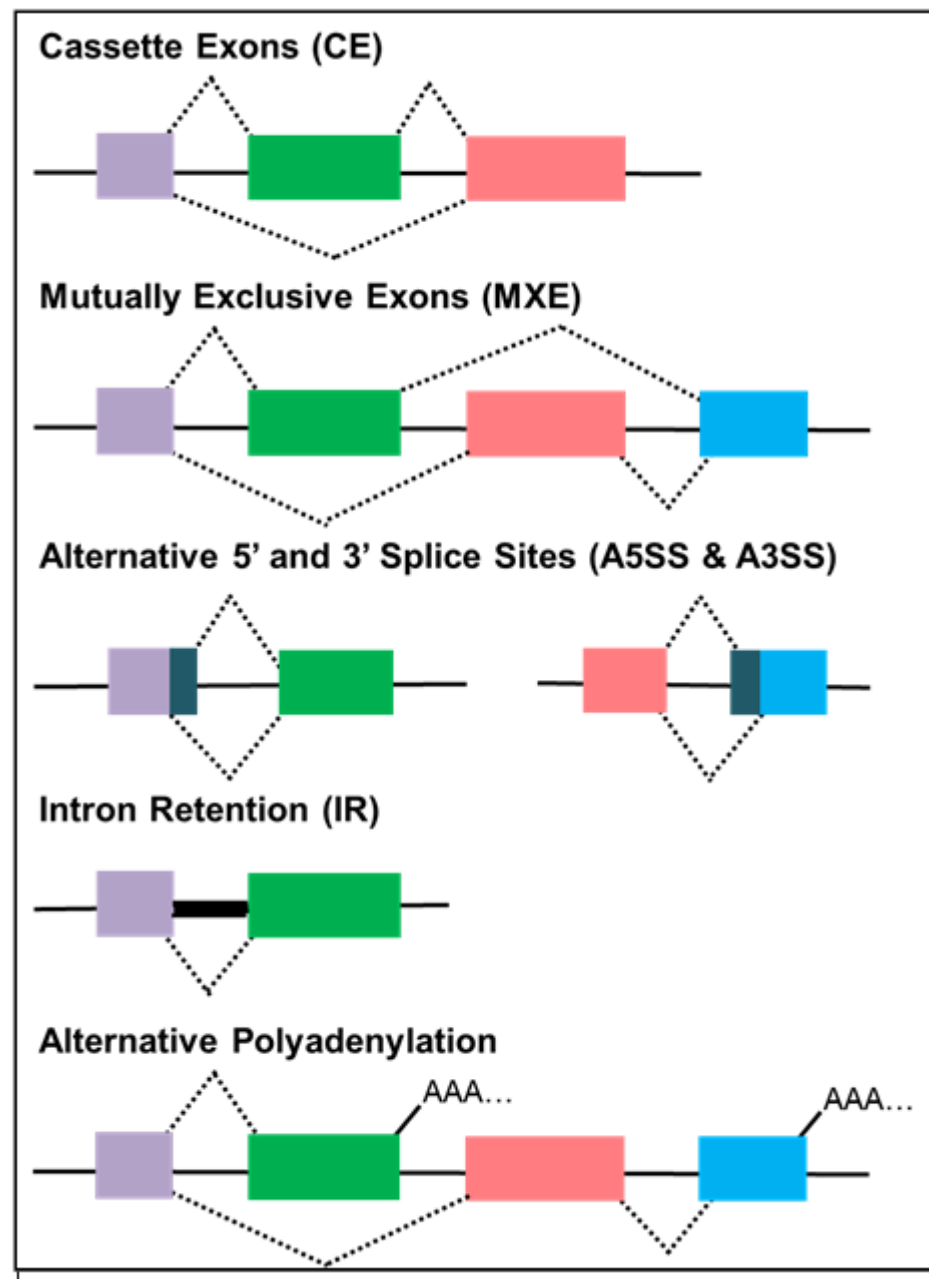 Cassette Exons (CE)
Mutually Exclusive Exons (MXE)
Alternative 5’ and 3’ Splice Sites (A5SS & A3SS)
Intron Retention (IR)
Alternative Polyadenylation
AAA...
AAA...